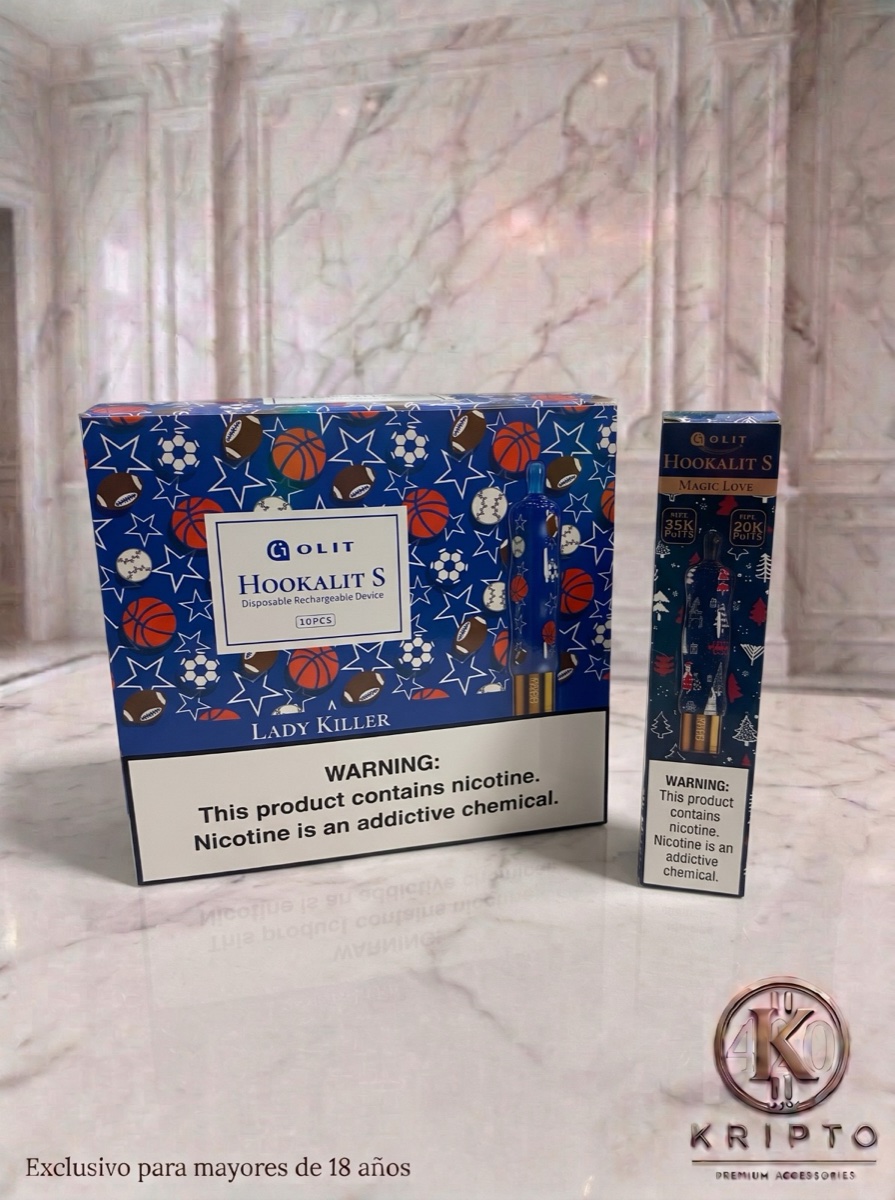 OLIT
HOOKALIT S
Disposable Rechargeable Device
10PCS
LADY KILLER
WARNING:
This product contains nicotine.
Nicotine is an addictive chemical.
OLIT
HOOKALIT S
MAGIC LOVE
35K
20K
WARNING:
This product
contains
nicotine.
Nicotine is an
addictive
chemical.
K
420
KRIPTO
PREMIUM ACCESSORIES
Exclusivo para mayores de 18 años